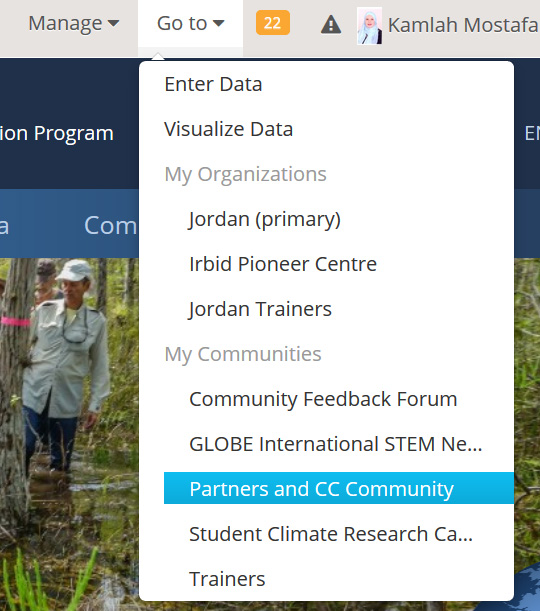 Manage Go to 22 Kamlah Mostafa
Enter Data
Visualize Data
ion Program
My Organizations
Jordan (primary)
a Com
Irbid Pioneer Centre
Jordan Trainers
My Communities
Community Feedback Forum
GLOBE International STEM Ne...
Partners and CC Community
Student Climate Research Ca...
Trainers